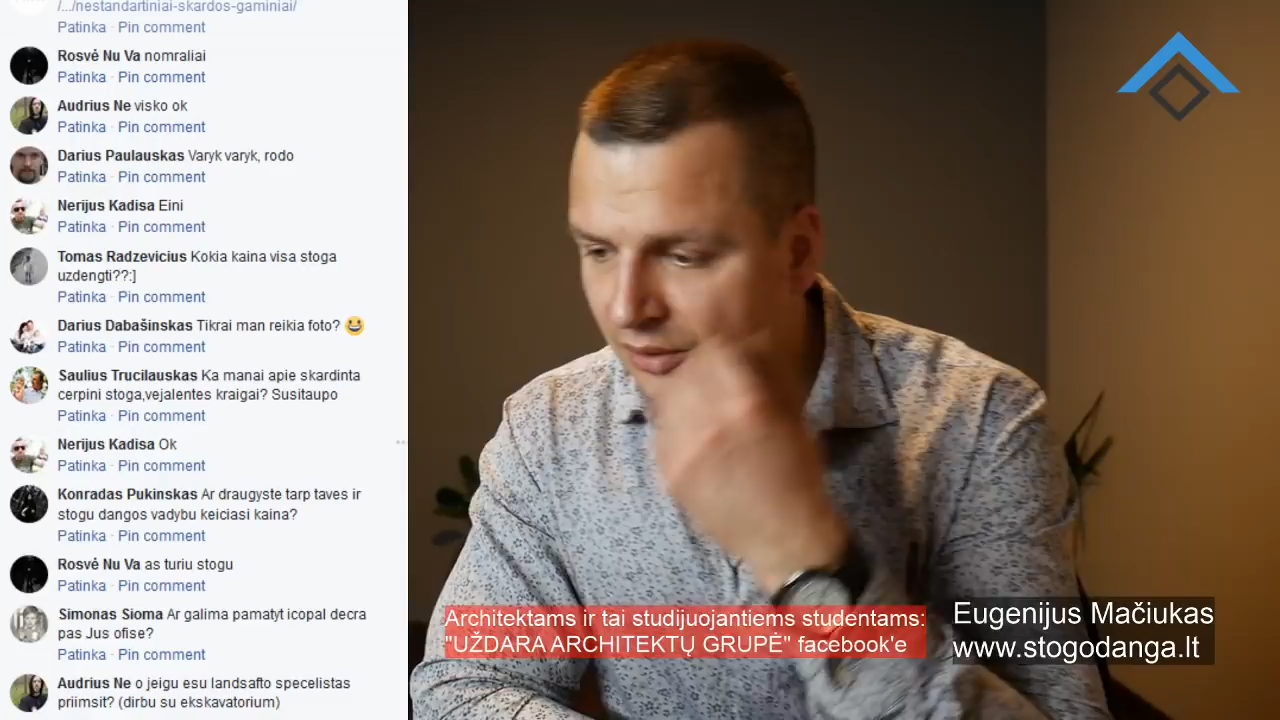 /.../nestandartiniai-skardos-gaminiai/
Patinka · Pin comment
Rosvė Nu Va nomraliai
Patinka · Pin comment
Audrius Ne visko ok
Patinka · Pin comment
Darius Paulauskas Varyk varyk, rodo
Patinka · Pin comment
Nerijus Kadisa Eini
Patinka · Pin comment
Tomas Radzevicius Kokia kaina visa stoga
uzdengti??:]
Patinka · Pin comment
Darius Dabašinskas Tikrai man reikia foto? 😀
Patinka · Pin comment
Saulius Trucilauskas Ka manai apie skardinta
cerpini stoga,vejalentes kraigai? Susitaupo
Patinka · Pin comment
Nerijus Kadisa Ok
Patinka · Pin comment
Konradas Pukinskas Ar draugyste tarp taves ir
stogu dangos vadybu keiciasi kaina?
Patinka · Pin comment
Rosvė Nu Va as turiu stogu
Patinka · Pin comment
Simonas Sioma Ar galima pamatyt icopal decra
pas Jus ofise?
Patinka · Pin comment
Audrius Ne o jeigu esu landsafto specelistas
priimsit? (dirbu su ekskavatorium)
Architektams ir tai studijuojantiems studentams:
"UŽDARA ARCHITEKTŲ GRUPĖ" facebook'e
Eugenijus Mačiukas
www.stogodanga.lt